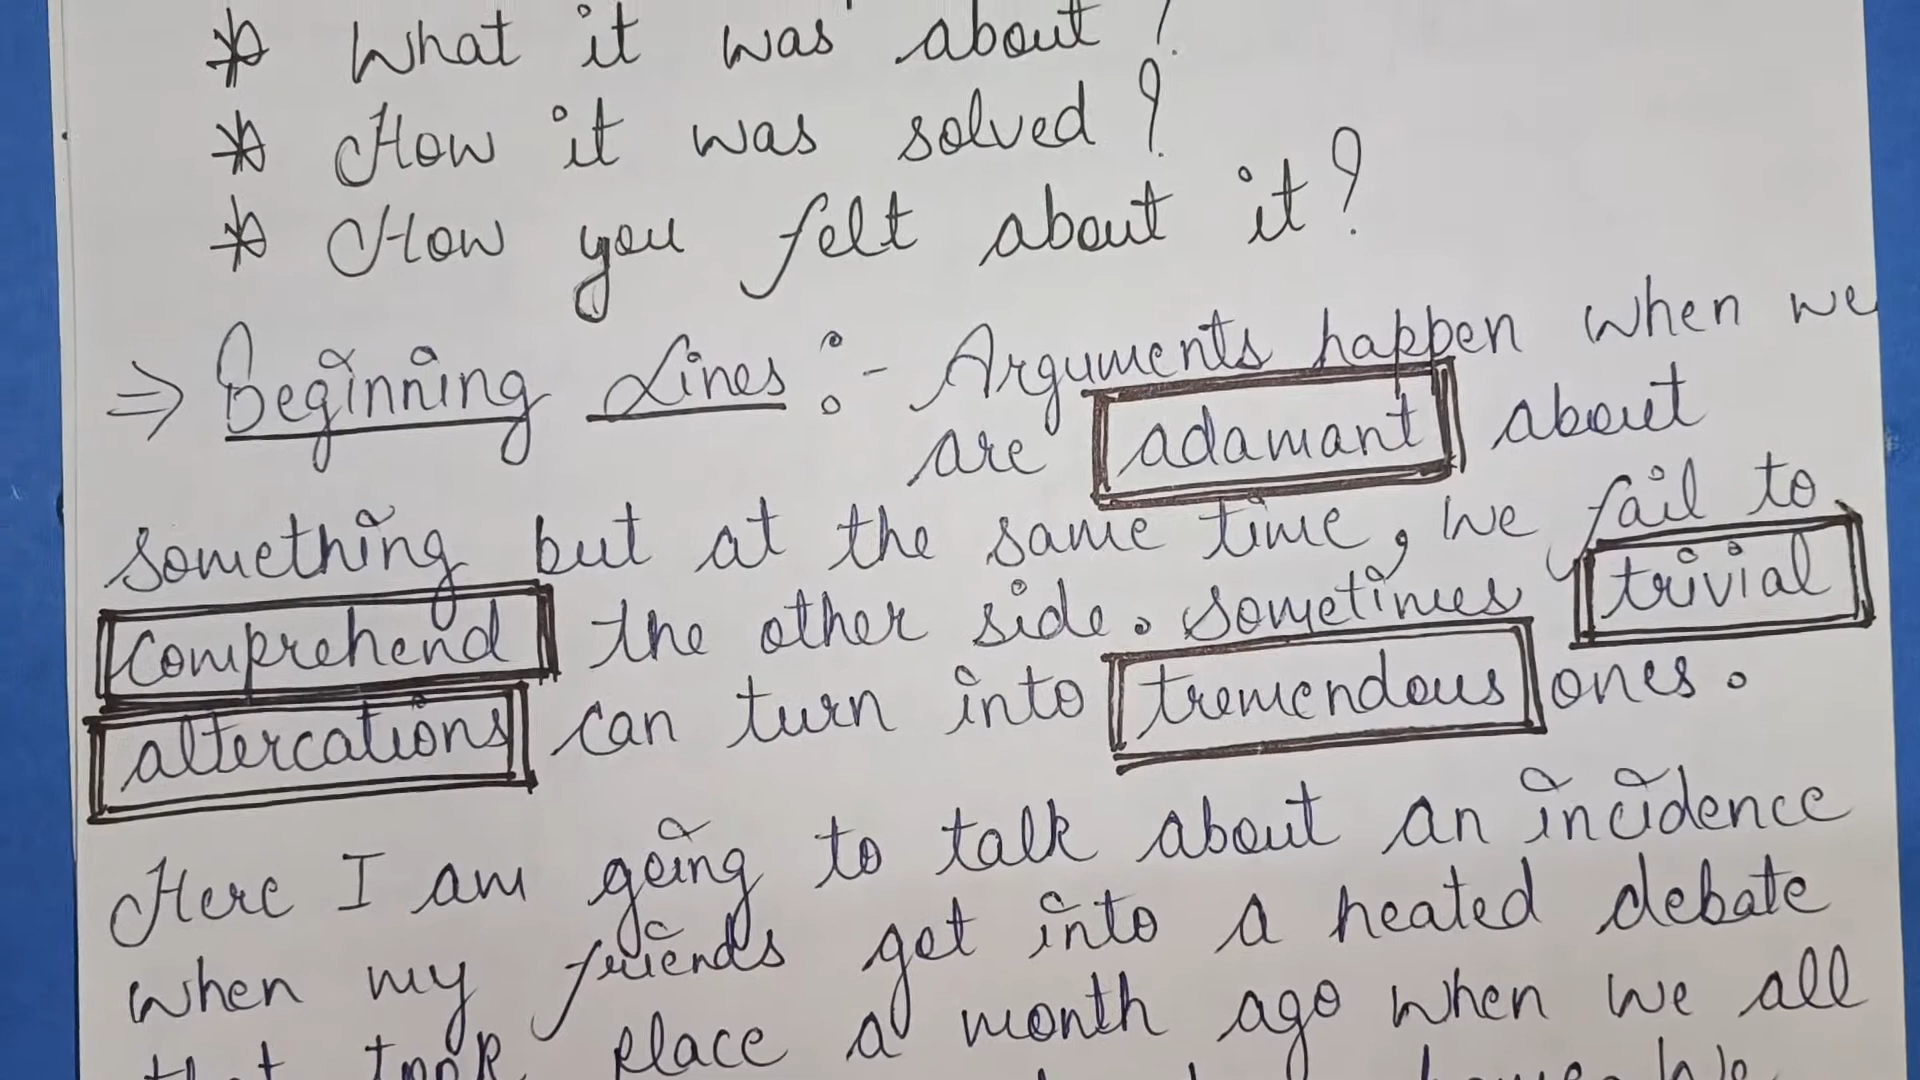 * What it was about?
* How it was solved?
* How you felt about it?
⇒ Beginning Lines :- Arguments happen when we
are adamant about
something but at the same time, we fail to
comprehend the other side. Sometimes trivial
altercations can turn into tremendous ones.
Here I am going to talk about an incidence
when my friends get into a heated debate
that took place a month ago when we all